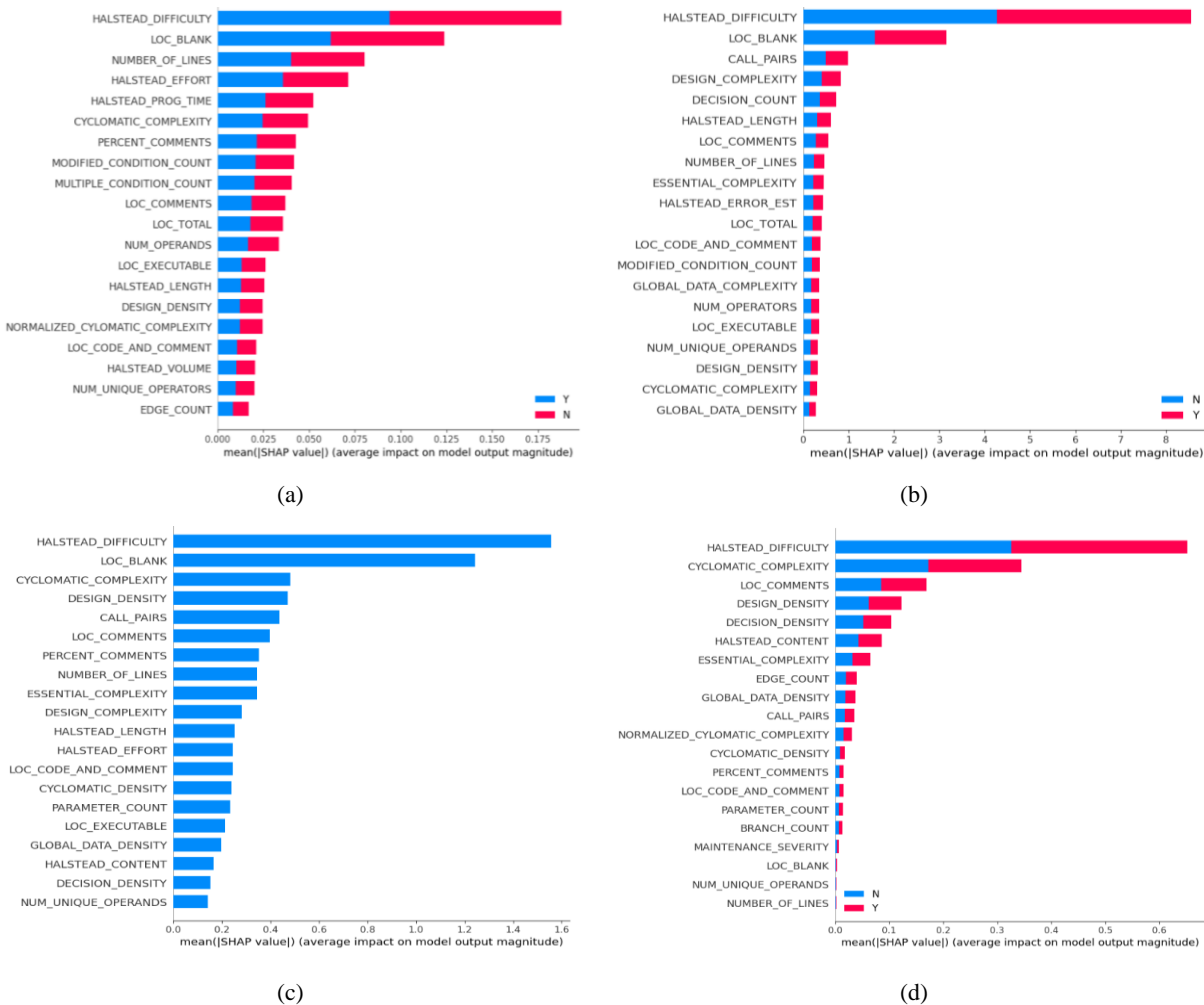 HALSTEAD_DIFFICULTY
LOC_BLANK
NUMBER_OF_LINES
HALSTEAD_EFFORT
HALSTEAD_PROG_TIME
CYCLOMATIC_COMPLEXITY
PERCENT_COMMENTS
MODIFIED_CONDITION_COUNT
MULTIPLE_CONDITION_COUNT
LOC_COMMENTS
LOC_TOTAL
NUM_OPERANDS
LOC_EXECUTABLE
HALSTEAD_LENGTH
DESIGN_DENSITY
NORMALIZED_CYLOMATIC_COMPLEXITY
LOC_CODE_AND_COMMENT
HALSTEAD_VOLUME
NUM_UNIQUE_OPERATORS
EDGE_COUNT
Y
N
0.000 0.025 0.050 0.075 0.100 0.125 0.150 0.175
mean(|SHAP value|) (average impact on model output magnitude)
(a)
HALSTEAD_DIFFICULTY
LOC_BLANK
CALL_PAIRS
DESIGN_COMPLEXITY
DECISION_COUNT
HALSTEAD_LENGTH
LOC_COMMENTS
NUMBER_OF_LINES
ESSENTIAL_COMPLEXITY
HALSTEAD_ERROR_EST
LOC_TOTAL
LOC_CODE_AND_COMMENT
MODIFIED_CONDITION_COUNT
GLOBAL_DATA_COMPLEXITY
NUM_OPERATORS
LOC_EXECUTABLE
NUM_UNIQUE_OPERANDS
DESIGN_DENSITY
CYCLOMATIC_COMPLEXITY
GLOBAL_DATA_DENSITY
N
Y
0 1 2 3 4 5 6 7 8
mean(|SHAP value|) (average impact on model output magnitude)
(b)
HALSTEAD_DIFFICULTY
LOC_BLANK
CYCLOMATIC_COMPLEXITY
DESIGN_DENSITY
CALL_PAIRS
LOC_COMMENTS
PERCENT_COMMENTS
NUMBER_OF_LINES
ESSENTIAL_COMPLEXITY
DESIGN_COMPLEXITY
HALSTEAD_LENGTH
HALSTEAD_EFFORT
LOC_CODE_AND_COMMENT
CYCLOMATIC_DENSITY
PARAMETER_COUNT
LOC_EXECUTABLE
GLOBAL_DATA_DENSITY
HALSTEAD_CONTENT
DECISION_DENSITY
NUM_UNIQUE_OPERANDS
0.0 0.2 0.4 0.6 0.8 1.0 1.2 1.4 1.6
mean(|SHAP value|) (average impact on model output magnitude)
(c)
HALSTEAD_DIFFICULTY
CYCLOMATIC_COMPLEXITY
LOC_COMMENTS
DESIGN_DENSITY
DECISION_DENSITY
HALSTEAD_CONTENT
ESSENTIAL_COMPLEXITY
EDGE_COUNT
GLOBAL_DATA_DENSITY
CALL_PAIRS
NORMALIZED_CYLOMATIC_COMPLEXITY
CYCLOMATIC_DENSITY
PERCENT_COMMENTS
LOC_CODE_AND_COMMENT
PARAMETER_COUNT
BRANCH_COUNT
MAINTENANCE_SEVERITY
LOC_BLANK
NUM_UNIQUE_OPERANDS
NUMBER_OF_LINES
N
Y
0.0 0.1 0.2 0.3 0.4 0.5 0.6
mean(|SHAP value|) (average impact on model output magnitude)
(d)